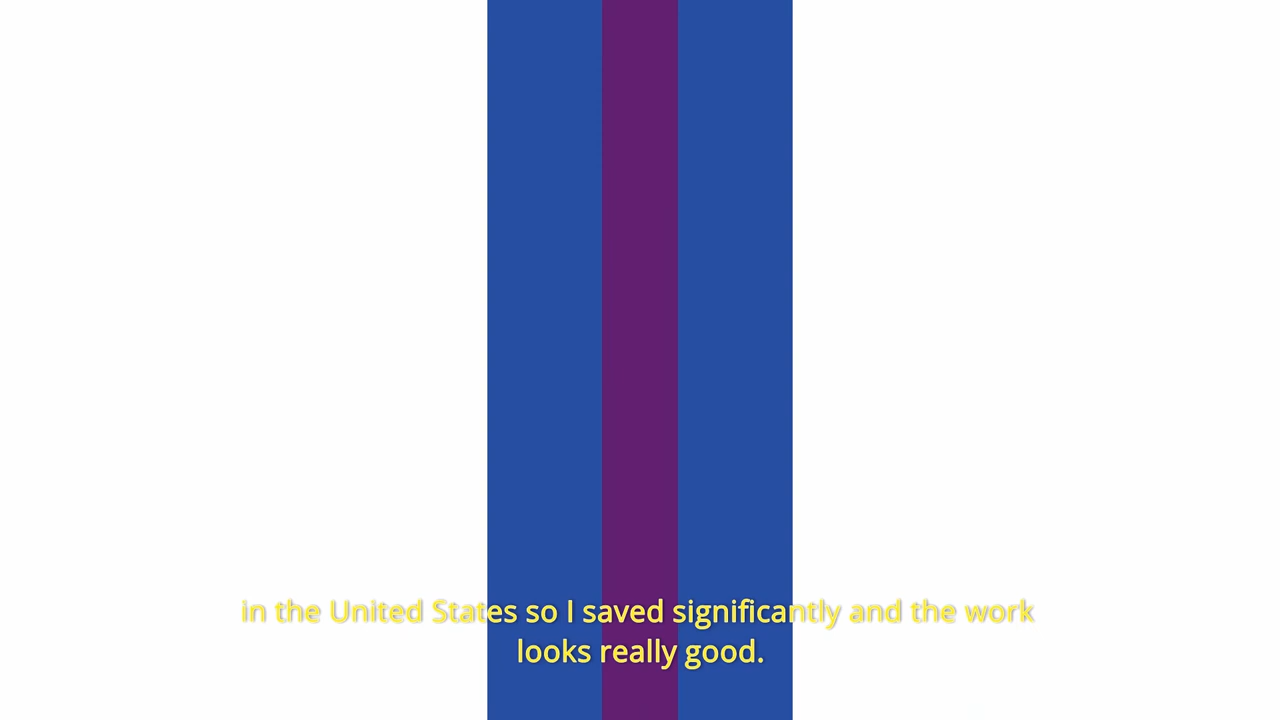 in the United States so I saved significantly and the work
looks really good.